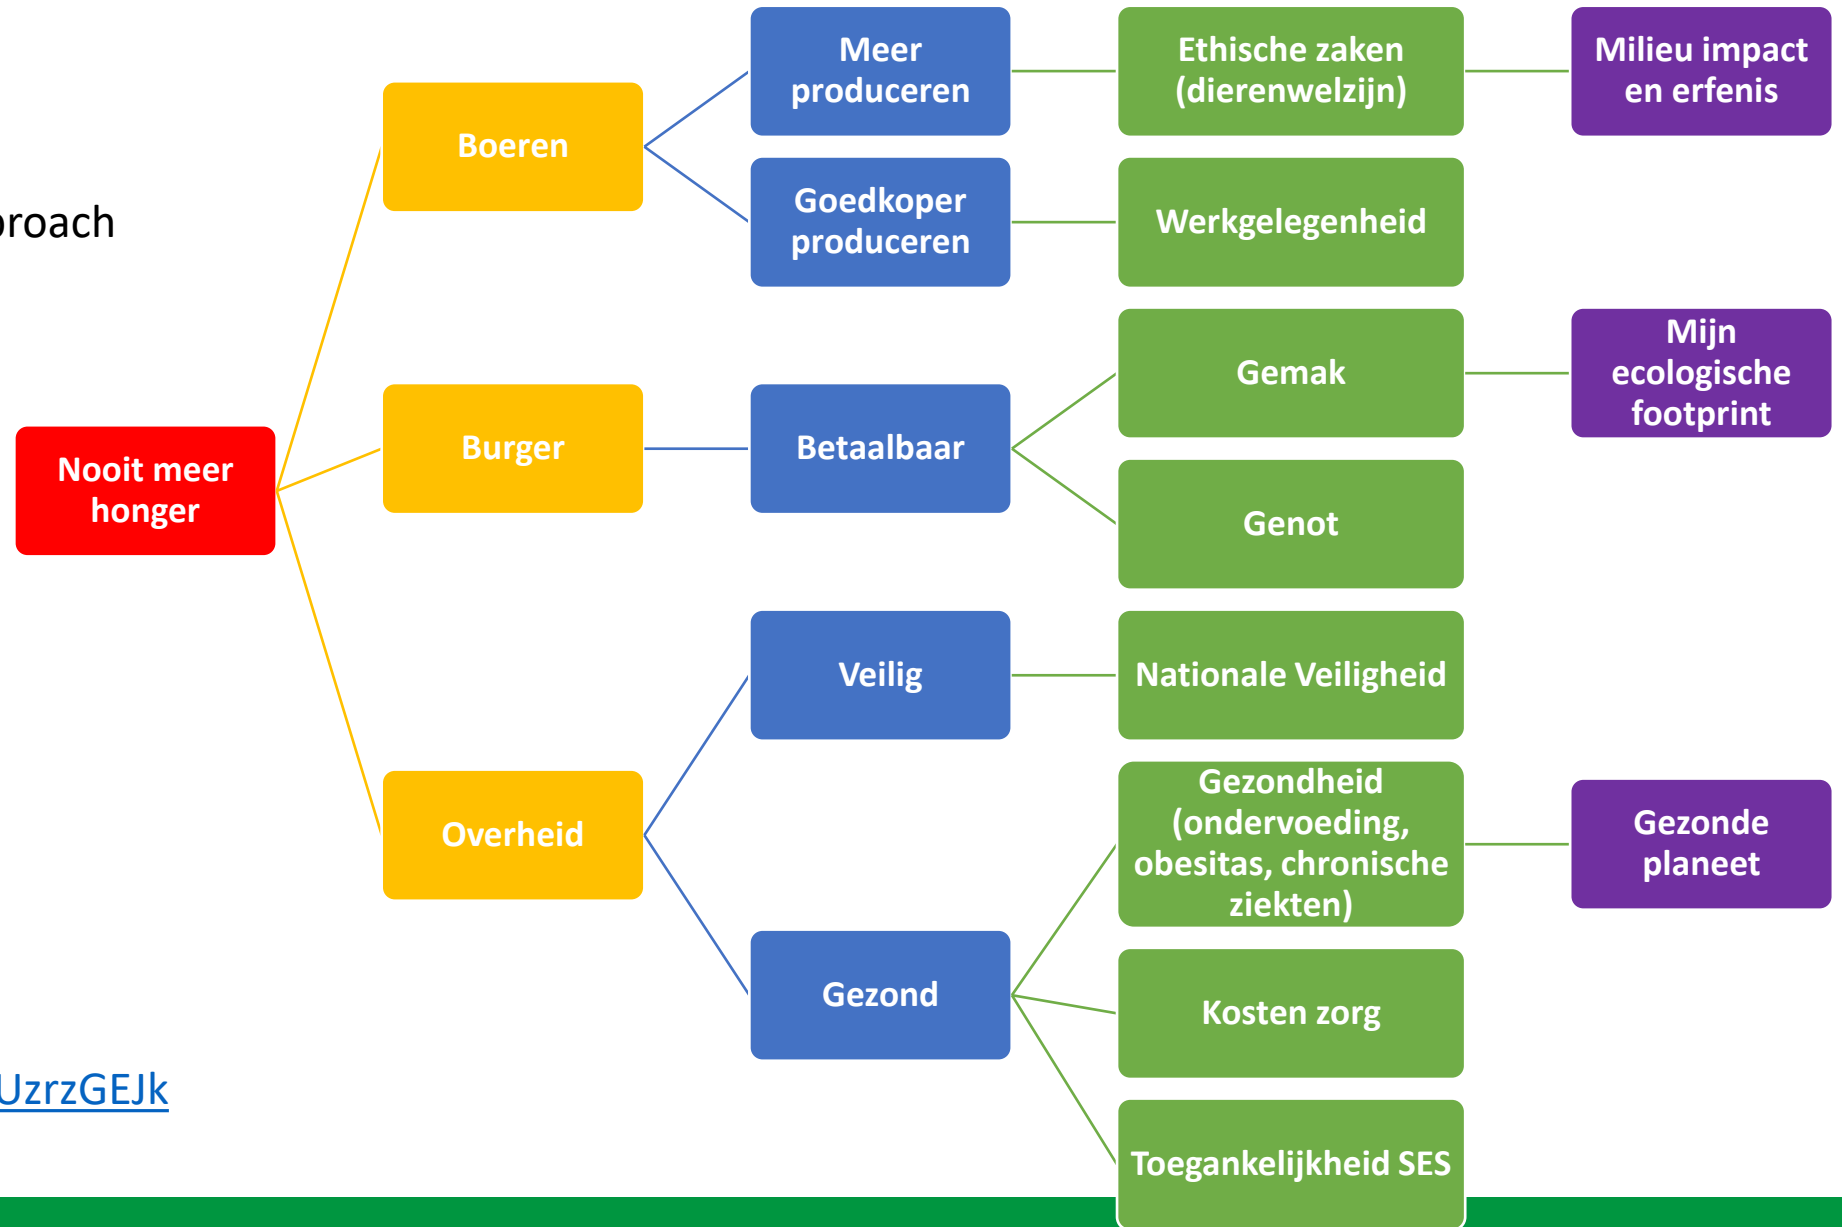 Meer
produceren
Ethische zaken
(dierenwelzijn)
Milieu impact
en erfenis
Boeren
proach
Goedkoper
produceren
Werkgelegenheid
Gemak
Mijn
ecologische
footprint
Nooit meer
honger
Burger
Betaalbaar
Genot
Veilig
Nationale Veiligheid
Overheid
Gezondheid
(ondervoeding,
obesitas, chronische
ziekten)
Gezonde
planeet
Gezond
Kosten zorg
UzrzGEJk
Toegankelijkheid SES